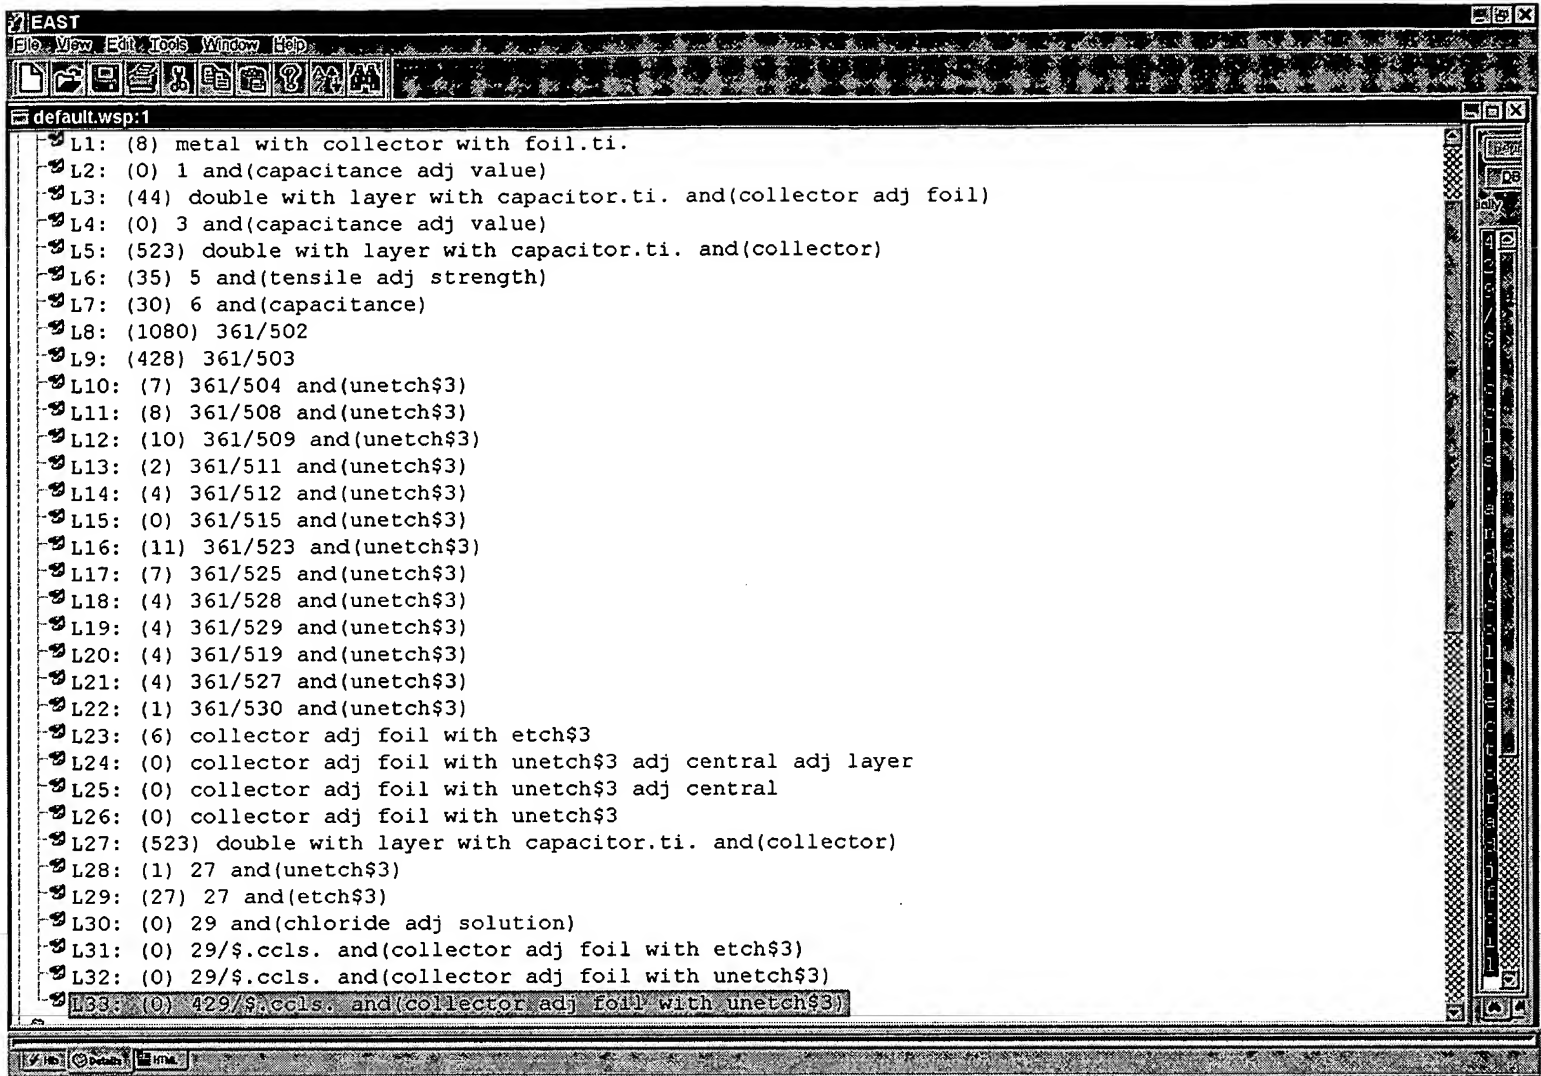 EAST
File View Edit Tools Window Help
default.wsp:1
L1: (8) metal with collector with foil.ti.
L2: (0) 1 and(capacitance adj value)
L3: (44) double with layer with capacitor.ti. and(collector adj foil)
L4: (0) 3 and(capacitance adj value)
L5: (523) double with layer with capacitor.ti. and(collector)
L6: (35) 5 and(tensile adj strength)
L7: (30) 6 and(capacitance)
L8: (1080) 361/502
L9: (428) 361/503
L10: (7) 361/504 and(unetch$3)
L11: (8) 361/508 and(unetch$3)
L12: (10) 361/509 and(unetch$3)
L13: (2) 361/511 and(unetch$3)
L14: (4) 361/512 and(unetch$3)
L15: (0) 361/515 and(unetch$3)
L16: (11) 361/523 and(unetch$3)
L17: (7) 361/525 and(unetch$3)
L18: (4) 361/528 and(unetch$3)
L19: (4) 361/529 and(unetch$3)
L20: (4) 361/519 and(unetch$3)
L21: (4) 361/527 and(unetch$3)
L22: (1) 361/530 and(unetch$3)
L23: (6) collector adj foil with etch$3
L24: (0) collector adj foil with unetch$3 adj central adj layer
L25: (0) collector adj foil with unetch$3 adj central
L26: (0) collector adj foil with unetch$3
L27: (523) double with layer with capacitor.ti. and(collector)
L28: (1) 27 and(unetch$3)
L29: (27) 27 and(etch$3)
L30: (0) 29 and(chloride adj solution)
L31: (0) 29/$.ccls. and(collector adj foil with etch$3)
L32: (0) 29/$.ccls. and(collector adj foil with unetch$3)
L33: (0) 429/$.ccls. and(collector adj foil with unetch$3)
DB
Details
HTML